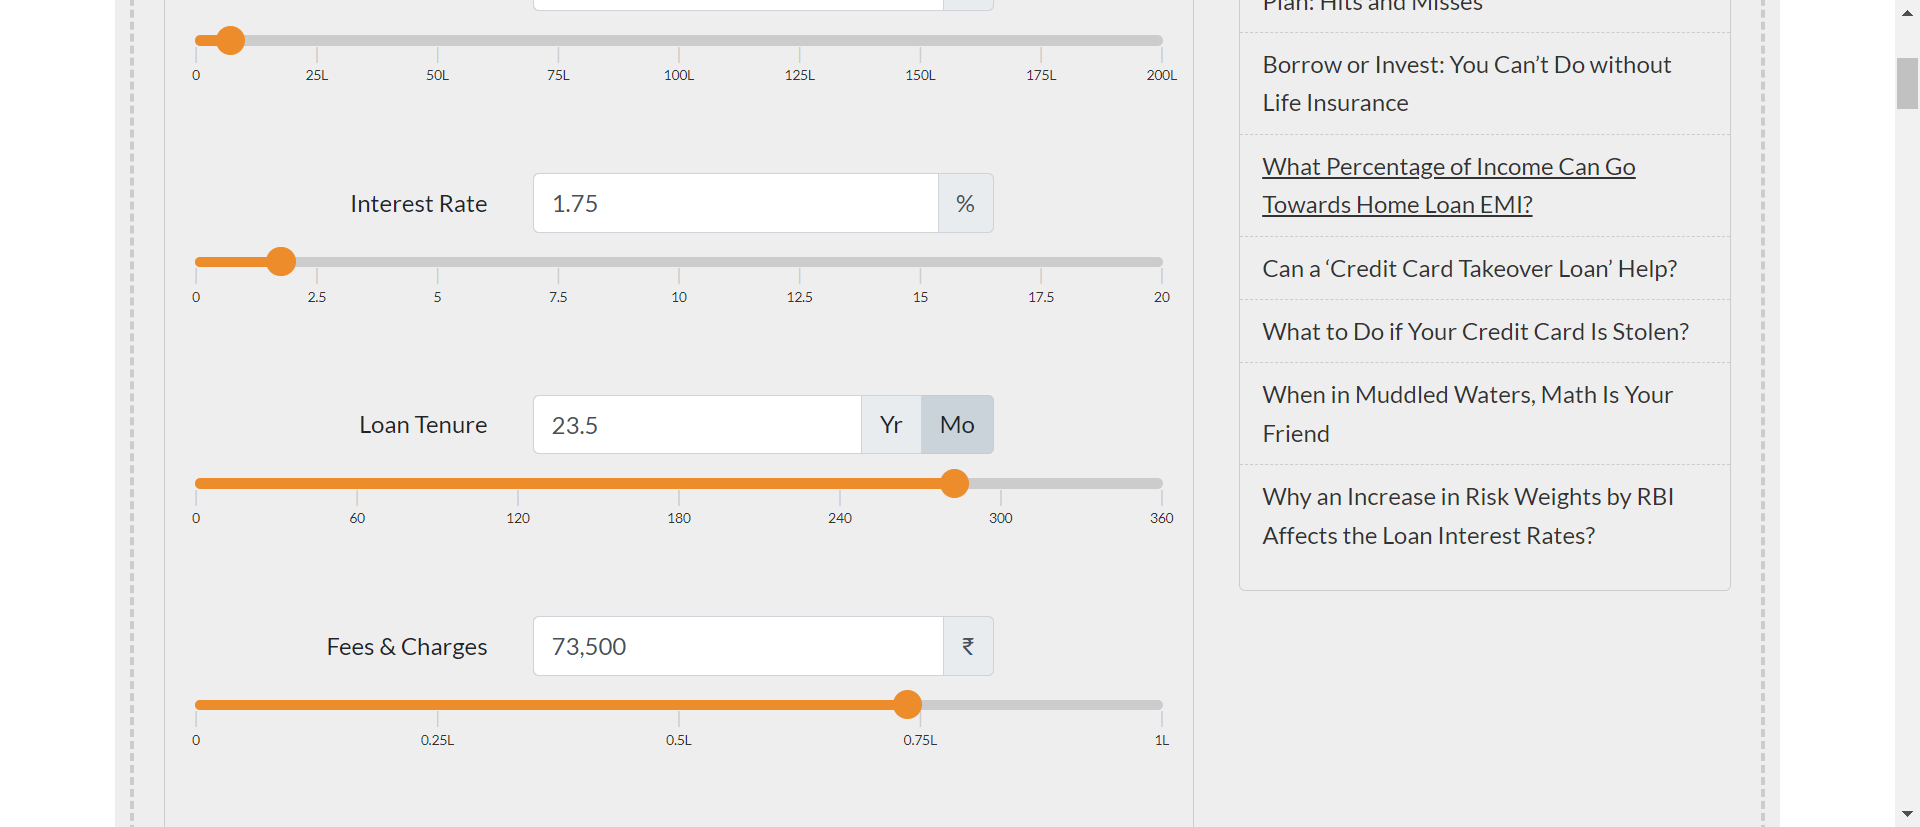 0 25L 50L 75L 100L 125L 150L 175L 200L
Interest Rate 1.75 %
0 2.5 5 7.5 10 12.5 15 17.5 20
Loan Tenure 23.5 Yr Mo
0 60 120 180 240 300 360
Fees & Charges 73,500 ₹
0 0.25L 0.5L 0.75L 1L
Plan: Hits and Misses
Borrow or Invest: You Can’t Do without
Life Insurance
What Percentage of Income Can Go
Towards Home Loan EMI?
Can a ‘Credit Card Takeover Loan’ Help?
What to Do if Your Credit Card Is Stolen?
When in Muddled Waters, Math Is Your
Friend
Why an Increase in Risk Weights by RBI
Affects the Loan Interest Rates?